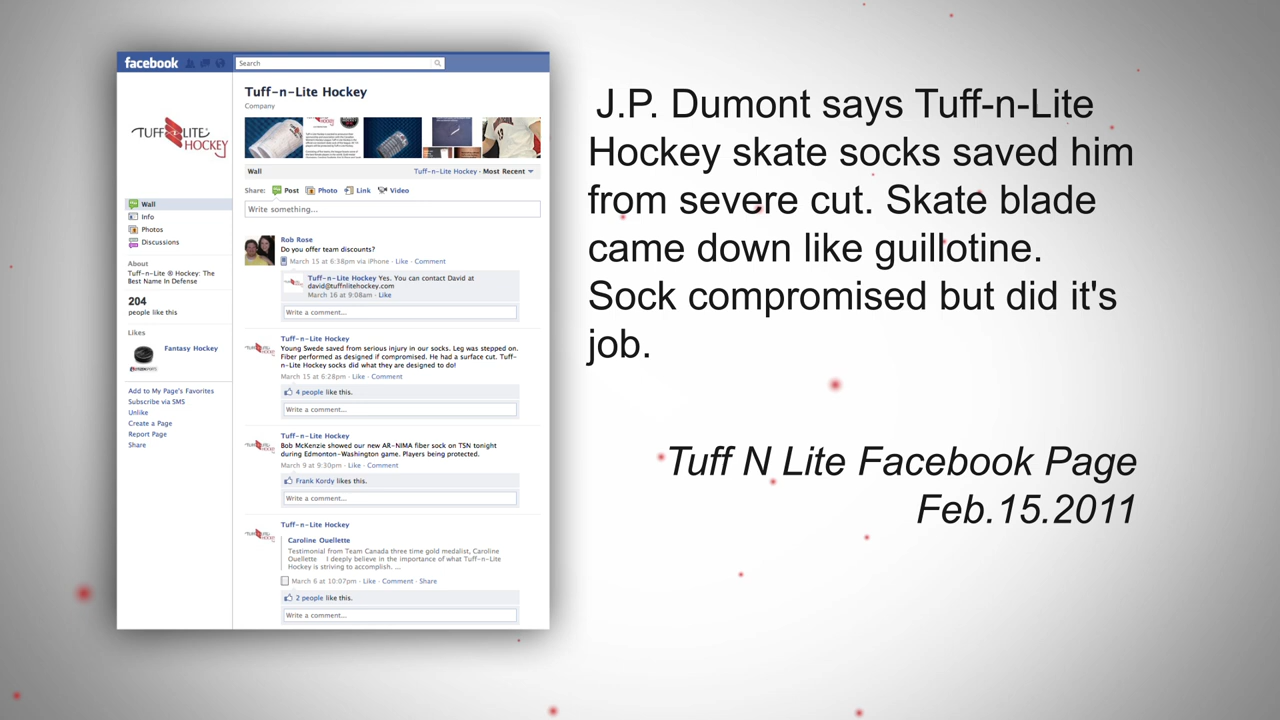 facebook
Search
Tuff-n-Lite Hockey
Company
TUFF LITE
HOCKEY
Wall
Tuff-n-Lite Hockey · Most Recent
Share: Post Photo Link Video
Write something...
Wall
Info
Photos
Discussions
About
Tuff-n-Lite ® Hockey: The
Best Name In Defense
204
people like this
Likes
Fantasy Hockey
Add to My Page's Favorites
Subscribe via SMS
Unlike
Create a Page
Report Page
Share
Rob Rose
Do you offer team discounts?
March 15 at 6:38pm via iPhone · Like · Comment
Tuff-n-Lite Hockey Yes. You can contact David at
david@tuffnlitehockey.com
March 16 at 9:08am · Like
Write a comment...
Tuff-n-Lite Hockey
Young Swede saved from serious injury in our socks. Leg was stepped on.
Fiber performed as designed if compromised. He had a surface cut. Tuff-
n-Lite Hockey socks did what they are designed to do!
March 15 at 6:28pm · Like · Comment
4 people like this.
Write a comment...
Tuff-n-Lite Hockey
Bob McKenzie showed our new AR-NIMA fiber sock on TSN tonight
during Edmonton-Washington game. Players being protected.
March 9 at 9:30pm · Like · Comment
Frank Kordy likes this.
Write a comment...
Tuff-n-Lite Hockey
Caroline Ouellette
Testimonial from Team Canada three time gold medalist, Caroline
Ouellette I deeply believe in the importance of what Tuff-n-Lite
Hockey is striving to accomplish. ...
March 6 at 10:07pm · Like · Comment · Share
2 people like this.
Write a comment...
J.P. Dumont says Tuff-n-Lite
Hockey skate socks saved him
from severe cut. Skate blade
came down like guillotine.
Sock compromised but did it's
job.
Tuff N Lite Facebook Page
Feb.15.2011